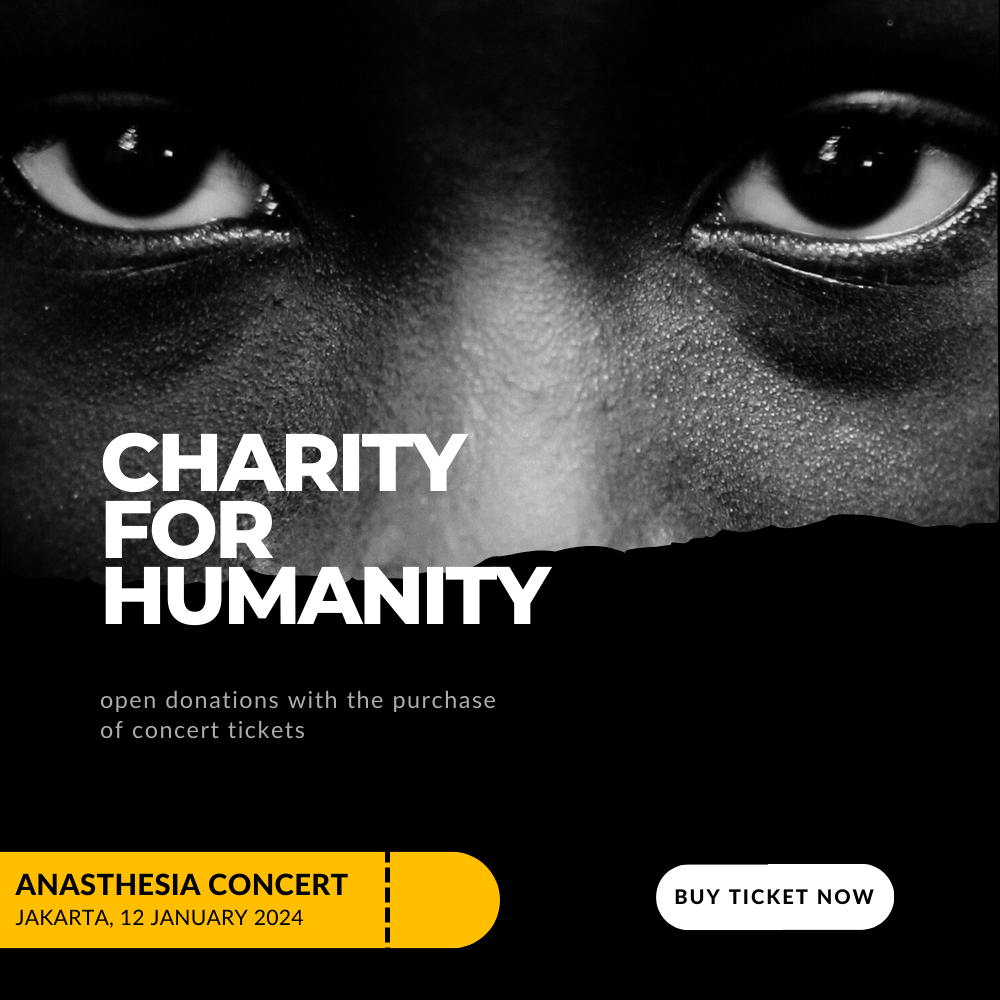 CHARITY
FOR
HUMANITY
open donations with the purchase
of concert tickets
ANASTHESIA CONCERT
JAKARTA, 12 JANUARY 2024
BUY TICKET NOW